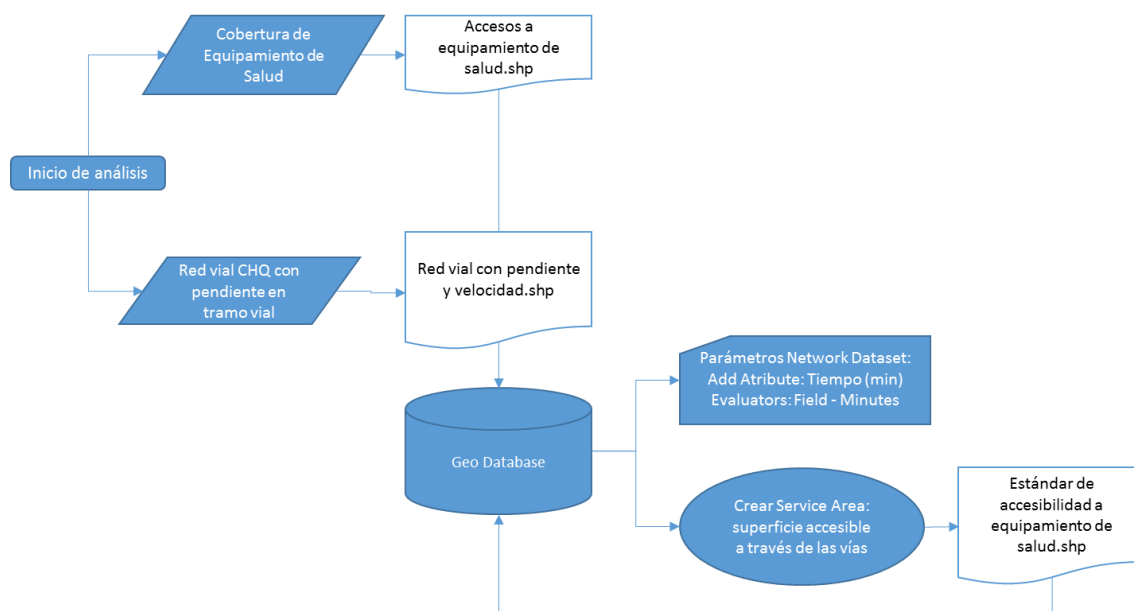 Cobertura de
Equipamiento de
Salud
Accesos a
equipamiento de
salud.shp
Inicio de análisis
Red vial CHQ con
pendiente en
tramo vial
Red vial con pendiente
y velocidad.shp
Parámetros Network Dataset:
Add Atribute: Tiempo (min)
Evaluators: Field - Minutes
Geo Database
Crear Service Area:
superficie accesible
a través de las vías
Estándar de
accesibilidad a
equipamiento de
salud.shp